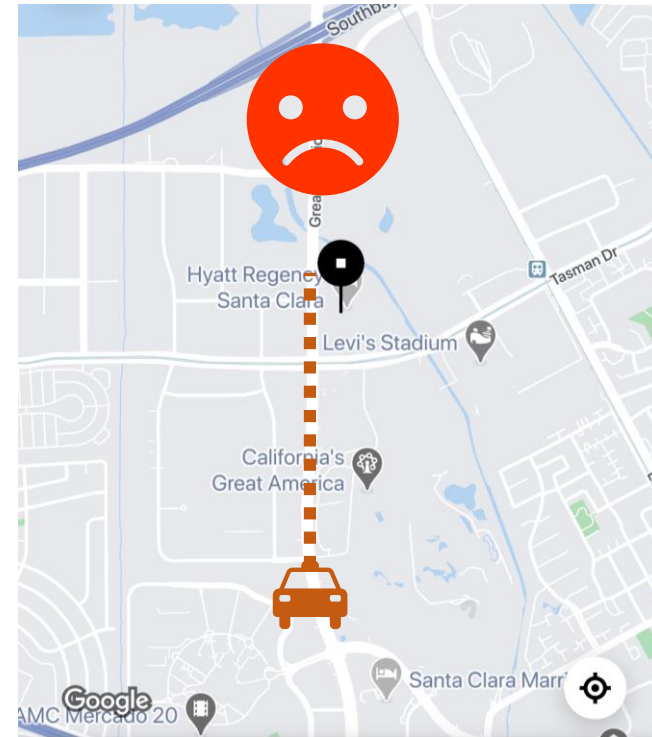 Southbay
Grea
Hyatt Regency
Santa Clara
Tasman Dr
Levi's Stadium
California's
Great America
Santa Clara Marri
Google
AMC Mercado 20